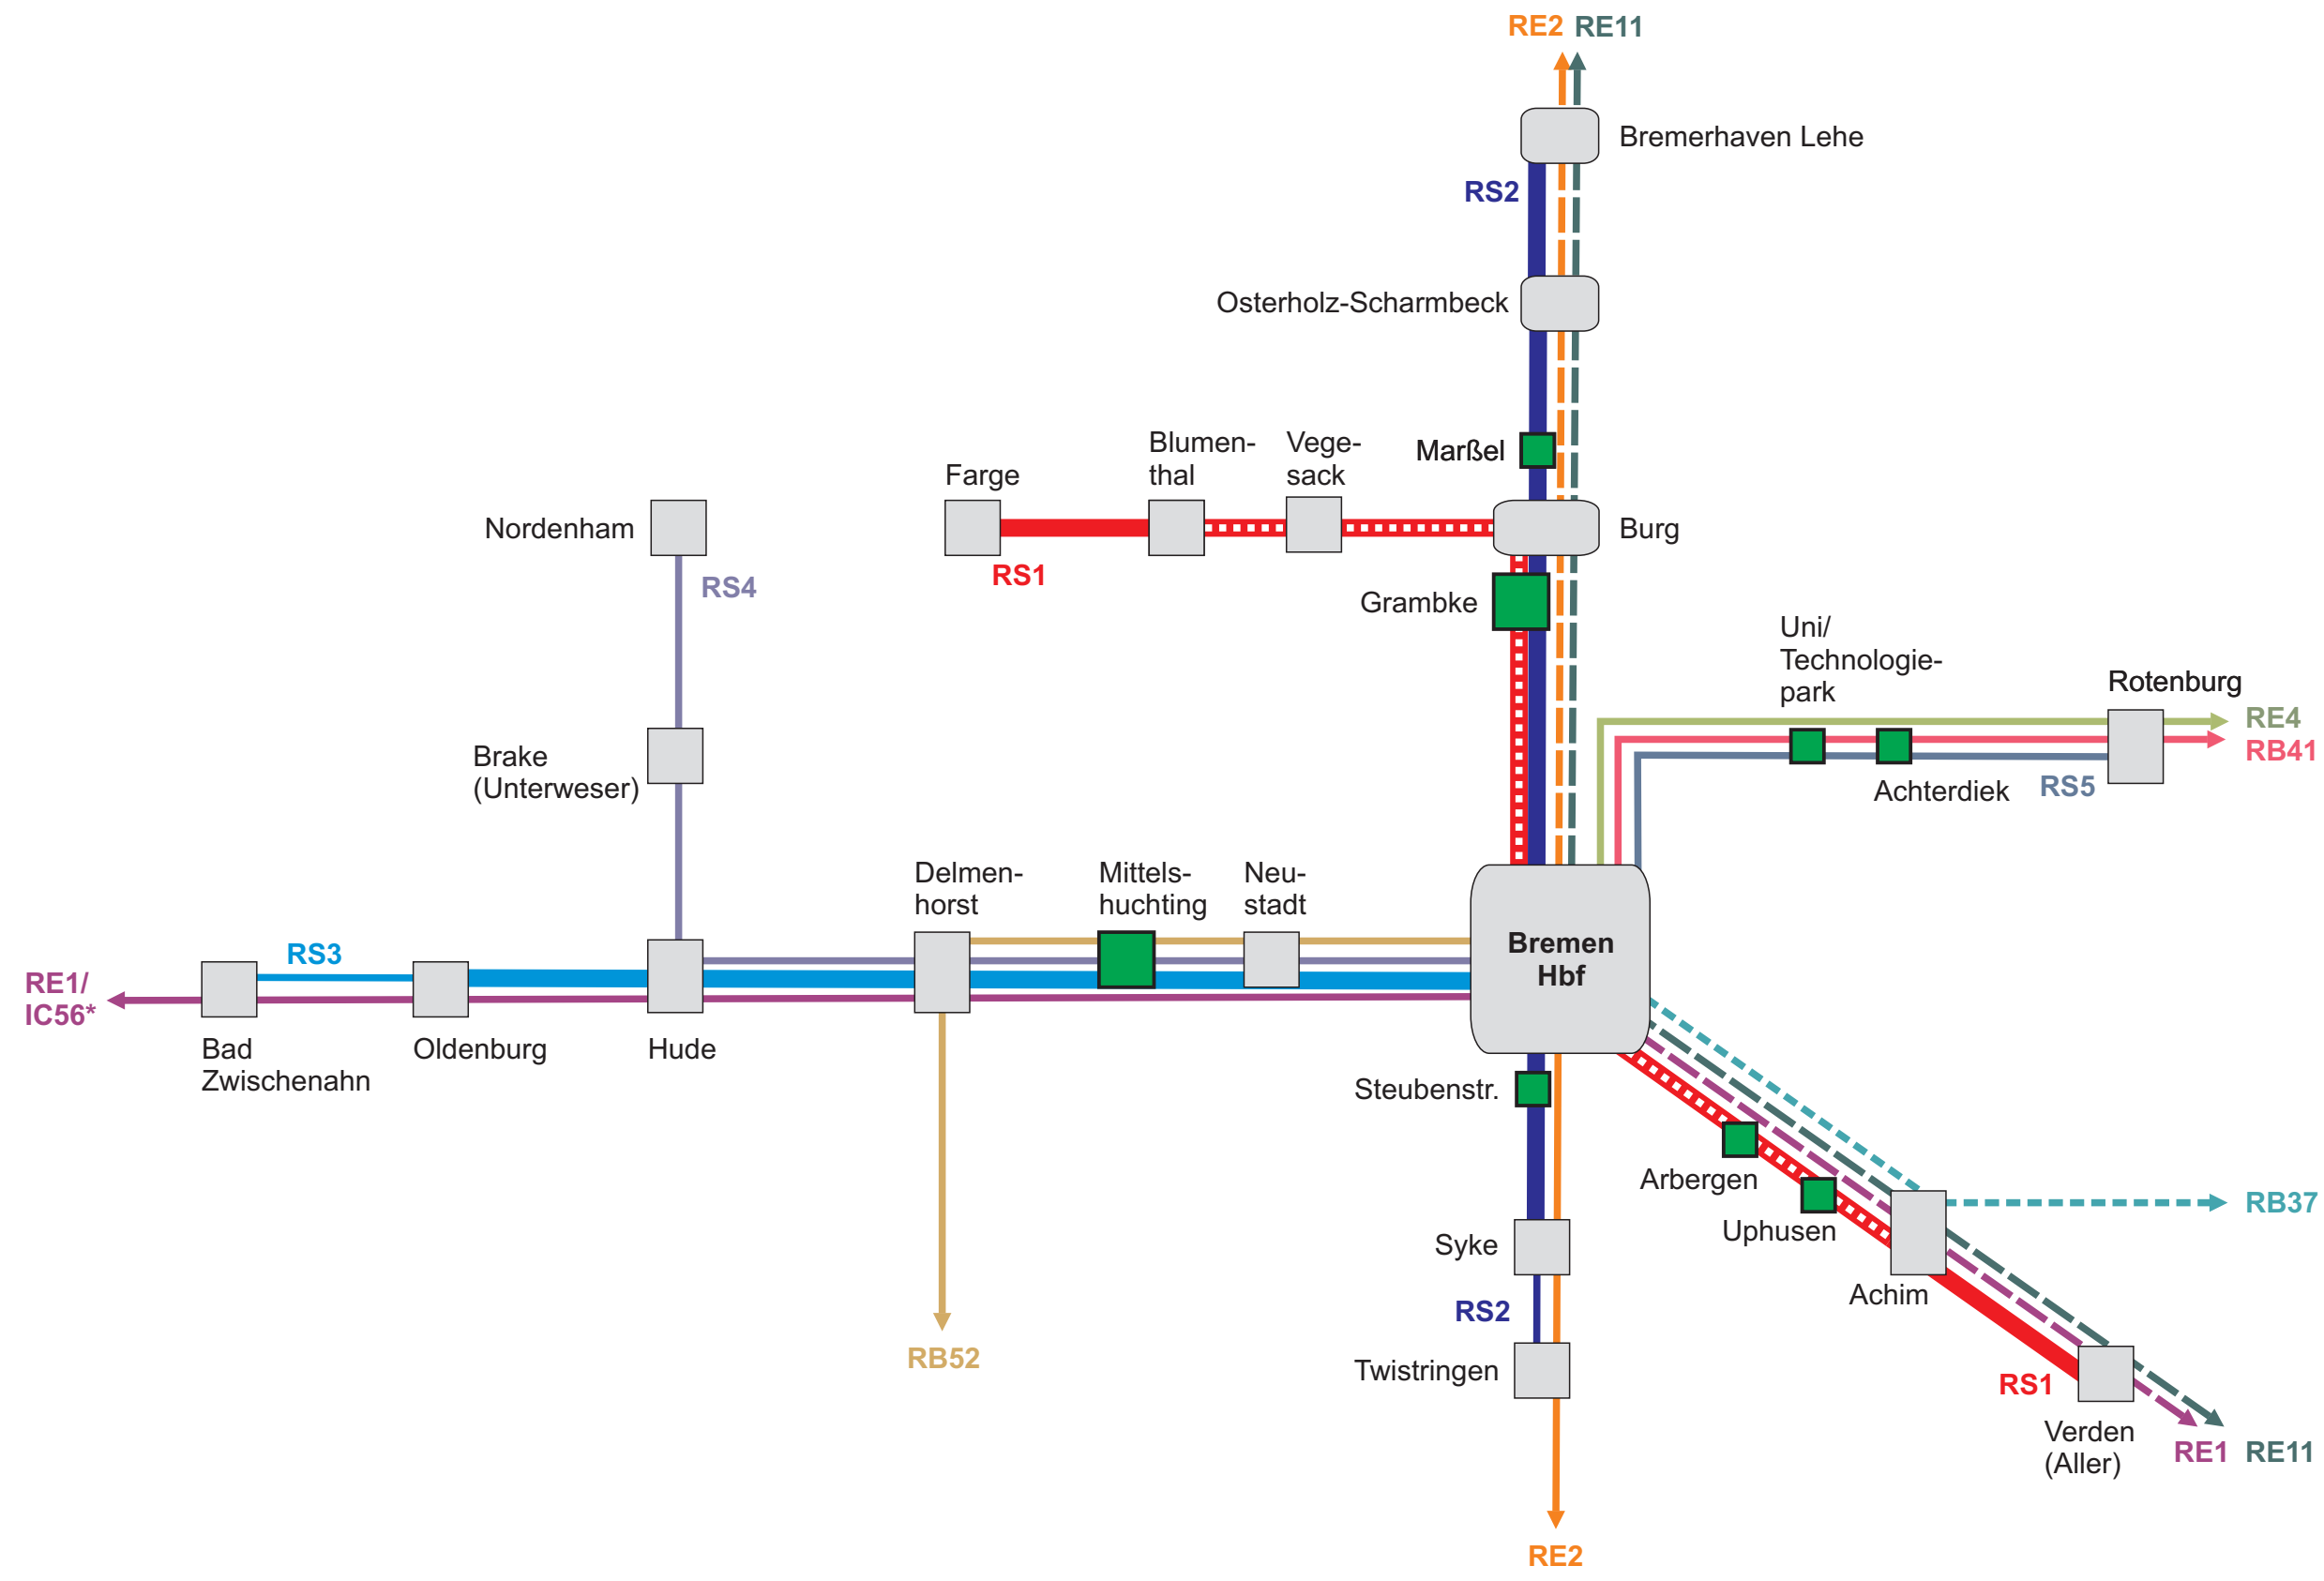 RE2 RE11
Bremerhaven Lehe
RS2
Osterholz-Scharmbeck
Marßel
Blumen-
thal
Vege-
sack
Farge
Nordenham
Burg
RS1
RS4
Grambke
Uni/
Technologie-
park
Rotenburg
RE4
RB41
Brake
(Unterweser)
RS5
Achterdiek
Delmen-
horst
Mittels-
huchting
Neu-
stadt
Bremen
Hbf
RS3
RE1/
IC56*
Bad
Zwischenahn
Oldenburg
Hude
Steubenstr.
Arbergen
Uphusen
RB37
Syke
Achim
RS2
RB52
Twistringen
RS1
Verden
(Aller)
RE1 RE11
RE2